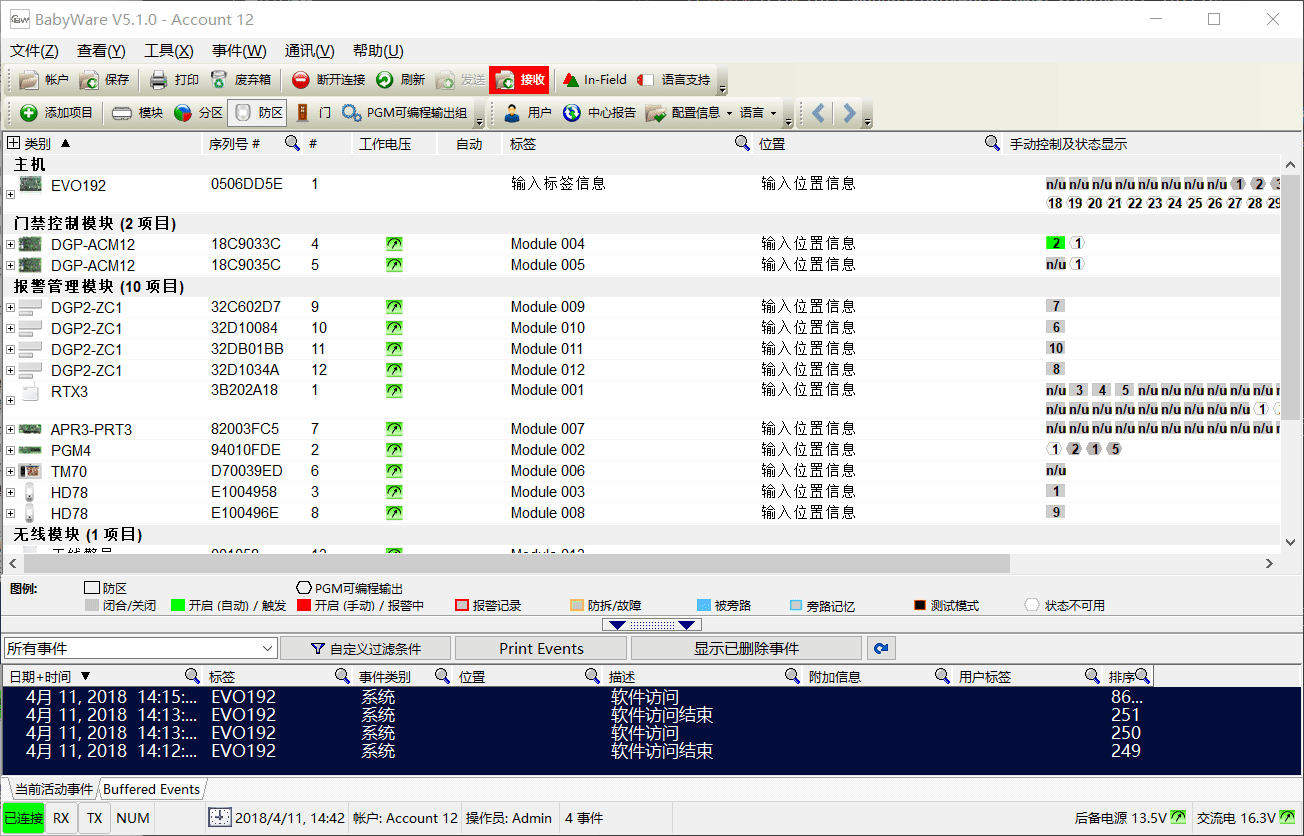 BabyWare V5.1.0 - Account 12
文件(Z) 查看(Y) 工具(X) 事件(W) 通讯(V) 帮助(U)
帐户 保存 打印 废弃箱 断开连接 刷新 发送 接收 In-Field 语言支持
添加项目 模块 分区 防区 门 PGM可编程输出组 用户 中心报告 配置信息 语言
类别 序列号 # # 工作电压 自动 标签 位置 手动控制及状态显示
主机
EVO192 0506DD5E 1 输入标签信息 输入位置信息 n/u n/u n/u n/u n/u n/u n/u n/u 1 2 3
18 19 20 21 22 23 24 25 26 27 28 29
门禁控制模块 (2 项目)
DGP-ACM12 18C9033C 4 Module 004 输入位置信息 2 1
DGP-ACM12 18C9035C 5 Module 005 输入位置信息 n/u 1
报警管理模块 (10 项目)
DGP2-ZC1 32C602D7 9 Module 009 输入位置信息 7
DGP2-ZC1 32D10084 10 Module 010 输入位置信息 6
DGP2-ZC1 32DB01BB 11 Module 011 输入位置信息 10
DGP2-ZC1 32D1034A 12 Module 012 输入位置信息 8
RTX3 3B202A18 1 Module 001 输入位置信息 n/u 3 4 5 n/u n/u n/u n/u n/u n/u
n/u n/u n/u n/u n/u n/u n/u n/u n/u 1
APR3-PRT3 82003FC5 7 Module 007 输入位置信息 n/u n/u n/u n/u n/u n/u n/u n/u n/u n/u
PGM4 94010FDE 2 Module 002 输入位置信息 1 2 1 5
TM70 D70039ED 6 Module 006 输入位置信息 n/u
HD78 E1004958 3 Module 003 输入位置信息 1
HD78 E100496E 8 Module 008 输入位置信息 9
无线模块 (1 项目)
图例: 防区 PGM可编程输出
闭合/关闭 开启 (自动) / 触发 开启 (手动) / 报警中 报警记录 防拆/故障 被旁路 旁路记忆 测试模式 状态不可用
所有事件 自定义过滤条件 Print Events 显示已删除事件
日期+时间 标签 事件类别 位置 描述 附加信息 用户标签 排序
4月 11, 2018 14:15:... EVO192 系统 软件访问 86...
4月 11, 2018 14:13:... EVO192 系统 软件访问结束 251
4月 11, 2018 14:13:... EVO192 系统 软件访问 250
4月 11, 2018 14:12:... EVO192 系统 软件访问结束 249
当前活动事件 Buffered Events
已连接 RX TX NUM 2018/4/11, 14:42 帐户: Account 12 操作员: Admin 4 事件 后备电源 13.5V 交流电 16.3V